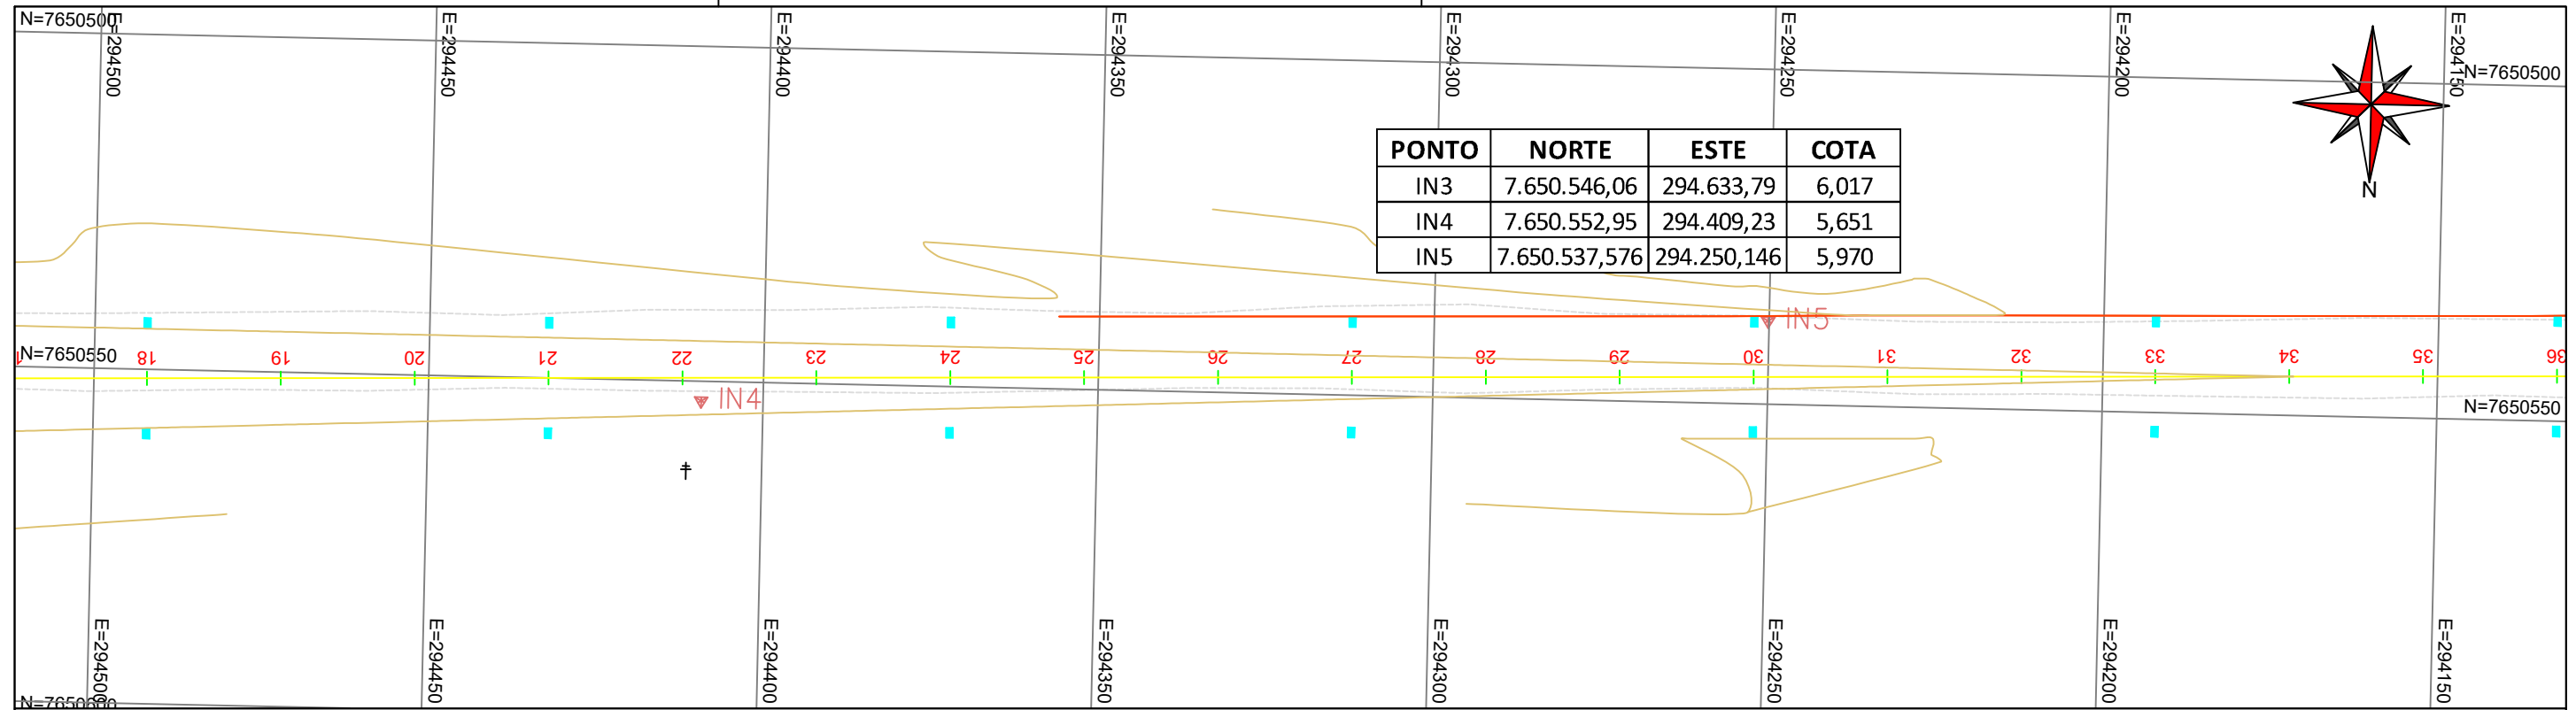 N=7650500
E=294500
E=294450
E=294400
E=294350
E=294300
E=294250
E=294200
E=294150
N=7650500
N
PONTO NORTE ESTE COTA
IN3 7.650.546,06 294.633,79 6,017
IN4 7.650.552,95 294.409,23 5,651
IN5 7.650.537,576 294.250,146 5,970
IN5
N=7650550
18 19 20 21 22 23 24 25 26 27 28 29 30 31 32 33 34 35 36
IN4
N=7650550
E=294500
E=294450
E=294400
E=294350
E=294300
E=294250
E=294200
E=294150